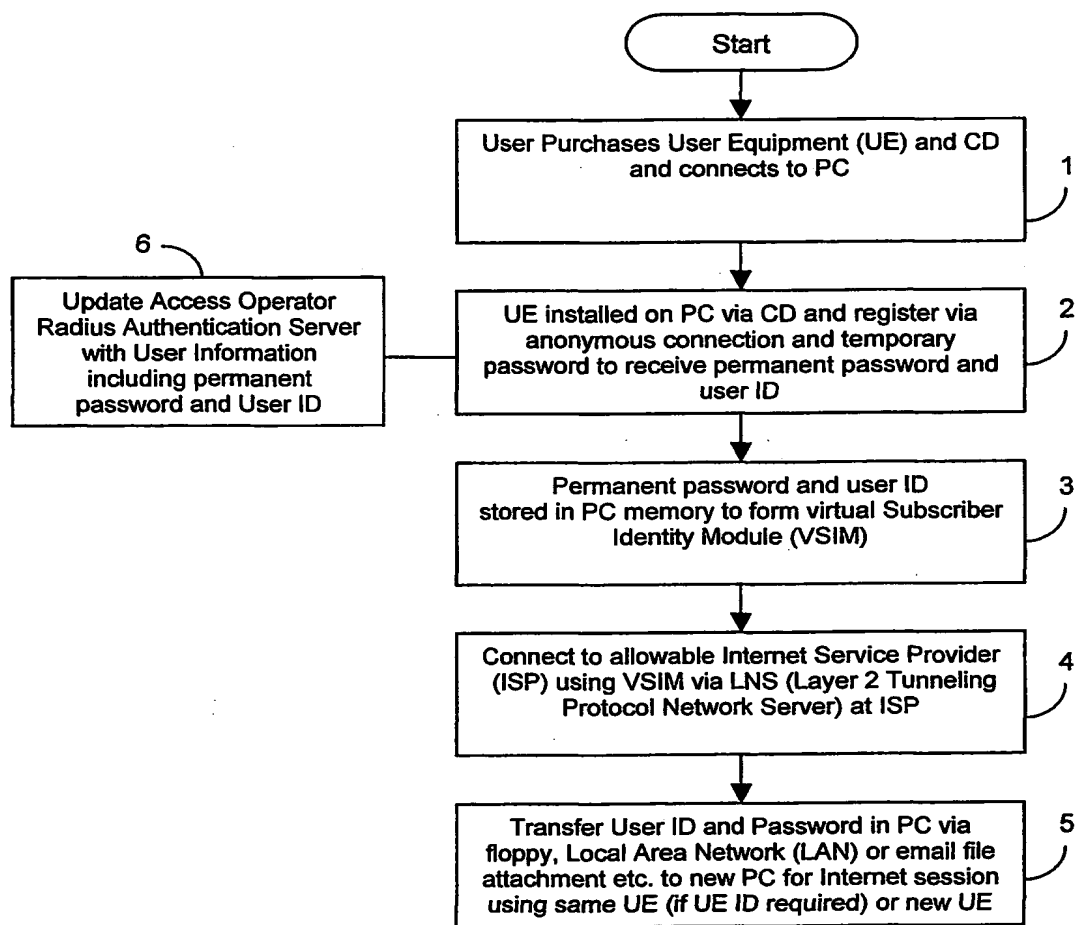 Start
User Purchases User Equipment (UE) and CD
and connects to PC
1
6
Update Access Operator
Radius Authentication Server
with User Information
including permanent
password and User ID
UE installed on PC via CD and register via
anonymous connection and temporary
password to receive permanent password and
user ID
2
Permanent password and user ID
stored in PC memory to form virtual Subscriber
Identity Module (VSIM)
3
Connect to allowable Internet Service Provider
(ISP) using VSIM via LNS (Layer 2 Tunneling
Protocol Network Server) at ISP
4
Transfer User ID and Password in PC via
floppy, Local Area Network (LAN) or email file
attachment etc. to new PC for Internet session
using same UE (if UE ID required) or new UE
5